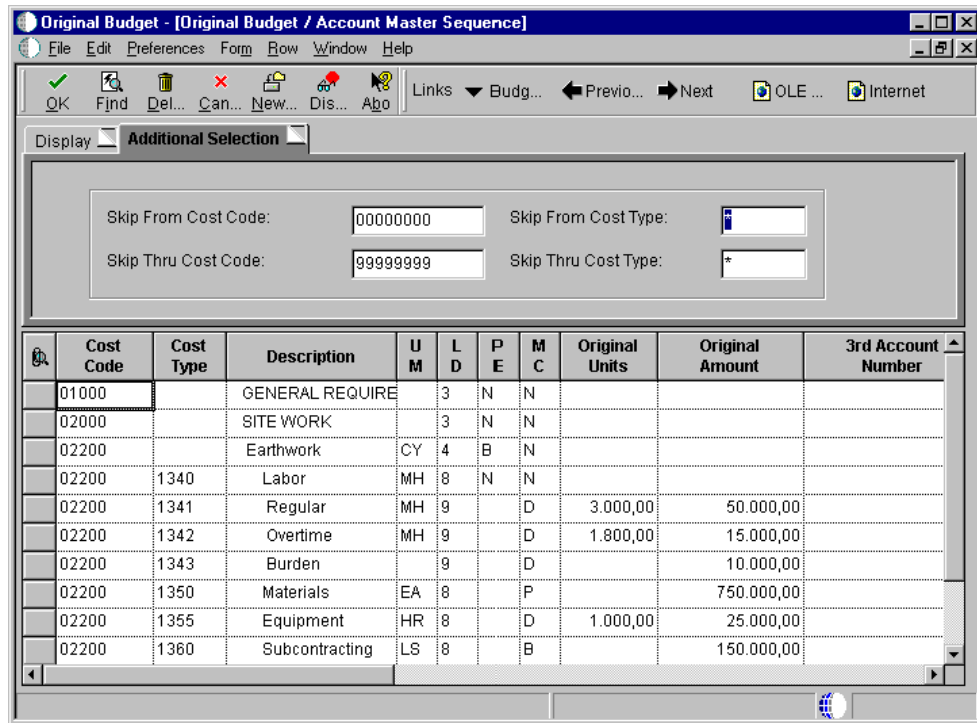 Original Budget - [Original Budget / Account Master Sequence]
File Edit Preferences Form Row Window Help
OK Find Del... Can... New... Dis... Abo Links Budg... Previo... Next OLE ... Internet
Display Additional Selection
Skip From Cost Code: 00000000 Skip From Cost Type: *
Skip Thru Cost Code: 99999999 Skip Thru Cost Type: *
Cost Code Cost Type Description U M L D P E M C Original Units Original Amount 3rd Account Number
01000 GENERAL REQUIRE 3 N N
02000 SITE WORK 3 N N
02200 Earthwork CY 4 B N
02200 1340 Labor MH 8 N N
02200 1341 Regular MH 9 D 3.000,00 50.000,00
02200 1342 Overtime MH 9 D 1.800,00 15.000,00
02200 1343 Burden 9 D 10.000,00
02200 1350 Materials EA 8 P 750.000,00
02200 1355 Equipment HR 8 D 1.000,00 25.000,00
02200 1360 Subcontracting LS 8 B 150.000,00